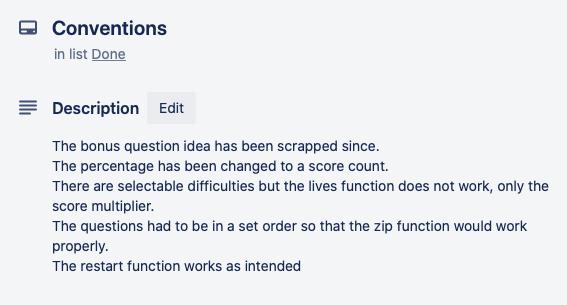 Conventions
in list Done
Description Edit
The bonus question idea has been scrapped since.
The percentage has been changed to a score count.
There are selectable difficulties but the lives function does not work, only the
score multiplier.
The questions had to be in a set order so that the zip function would work
properly.
The restart function works as intended